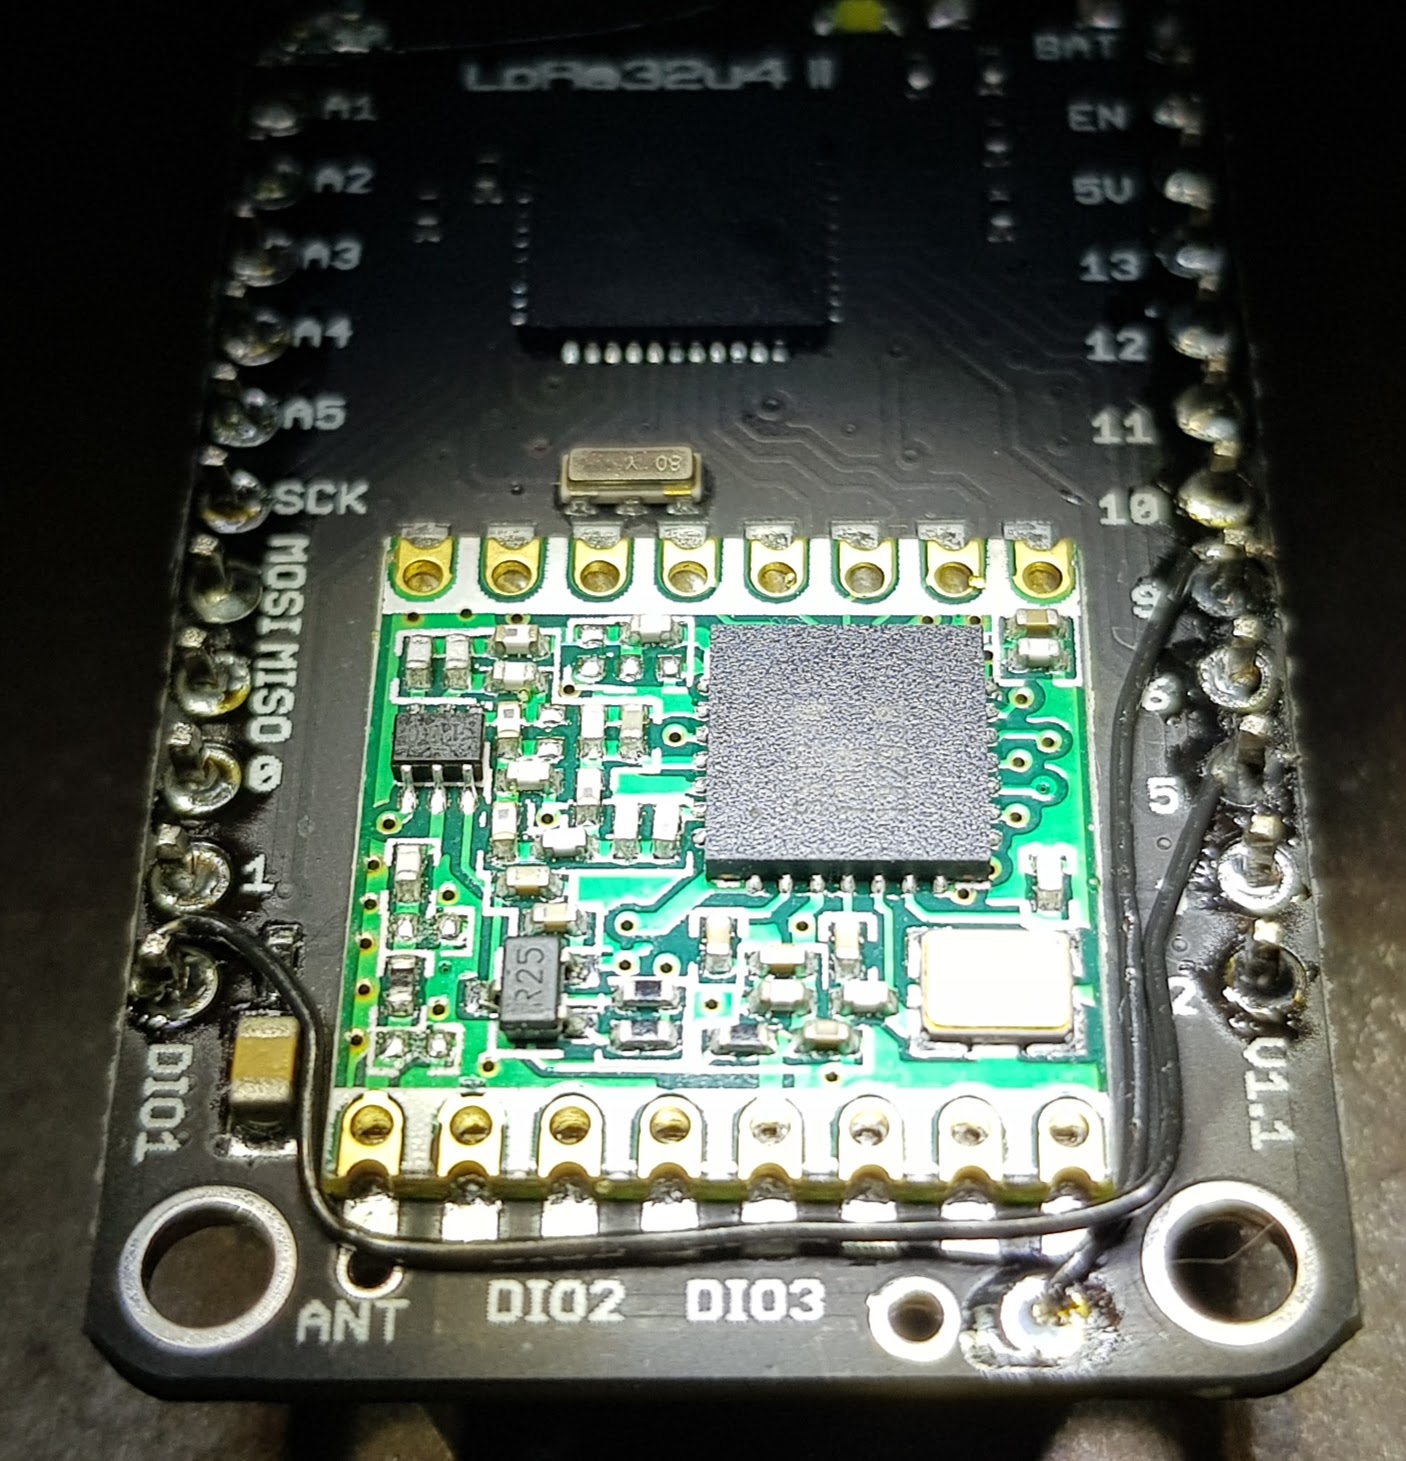 LoRa32u4 II
BAT
A1
EN
A2
5V
A3
13
A4
12
A5
11
SCK
10
MOSI
MISO
9
6
0
5
1
2
R25
DIO1
V1.1
ANT
DIO2
DIO3